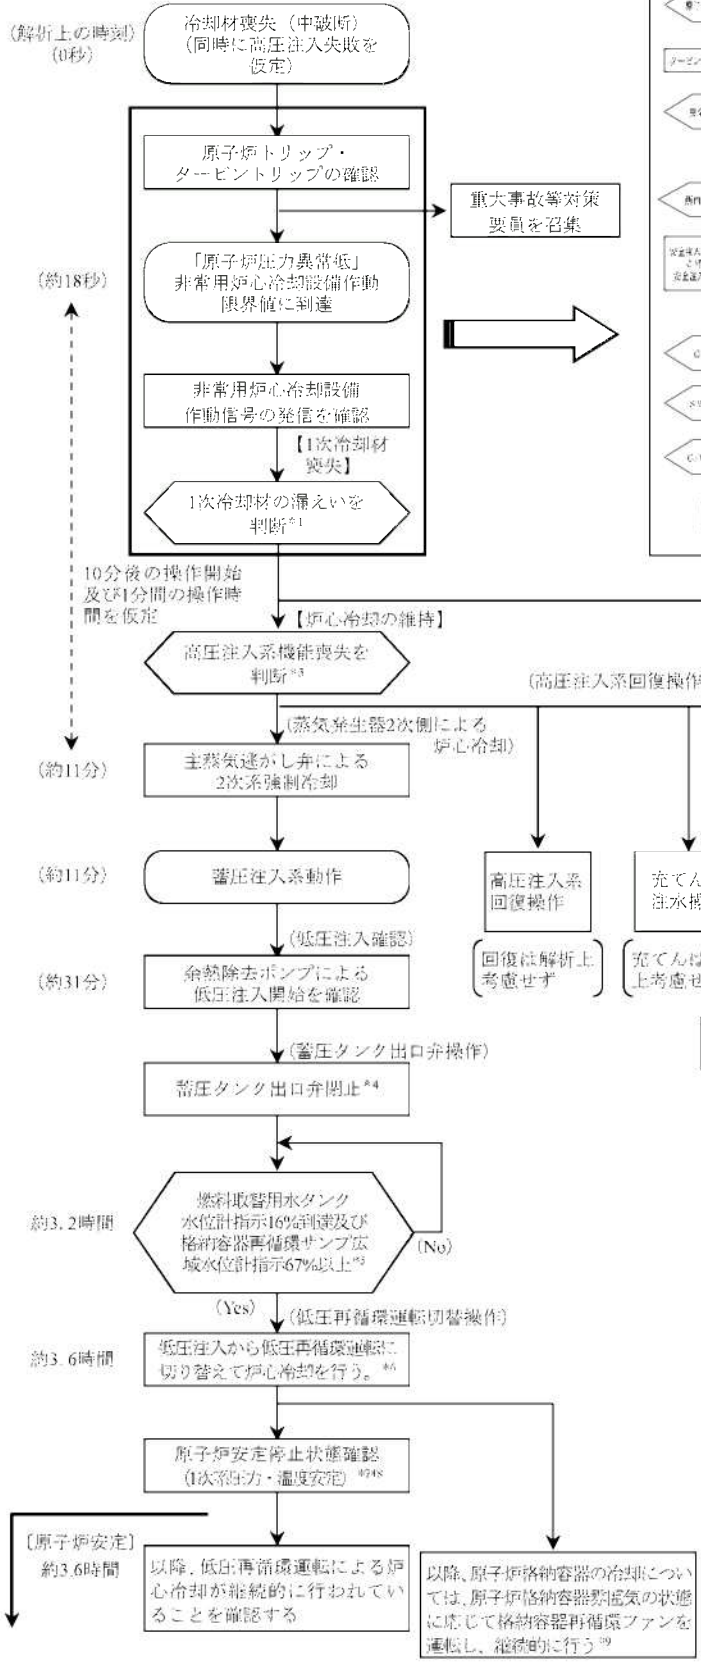 (解析上の時刻)
(0秒)
冷却材喪失（中破断）
(同時に高圧注入失敗を
仮定)
原子炉トリップ・
タービントリップの確認
重大事故等対策
要員を召集
(約18秒)
「原子炉圧力異常低」
非常用炉心冷却設備作動
限界値に到達
非常用炉心冷却設備
作動信号の発信を確認
【1次冷却材
喪失】
1次冷却材の漏えいを
判断*1
10分後の操作開始
及び1分間の操作時
間を仮定
【炉心冷却の維持】
高圧注入系機能喪失を
判断*3
(高圧注入系回復操作
(蒸気発生器2次側による
炉心冷却)
(約11分)
主蒸気逃がし弁による
2次系強制冷却
(約11分)
蓄圧注入系動作
高圧注入系
回復操作
充てん
注水操
回復は解析上
考慮せず
充てんは
上考慮せ
(低圧注入確認)
(約31分)
余熱除去ポンプによる
低圧注入開始を確認
(蓄圧タンク出口弁操作)
蓄圧タンク出口弁閉止*4
約3.2時間
燃料取替用水タンク
水位計指示16%到達及び
格納容器再循環サンプ広
域水位計指示67%以上*5
(No)
(Yes)
(低圧再循環運転切替操作)
約3.6時間
低圧注入から低圧再循環運転に
切り替えて炉心冷却を行う。*6
原子炉安定停止状態確認
(1次系圧力・温度安定) *7*8
[原子炉安定]
約3.6時間
以降, 低圧再循環運転による炉
心冷却が継続的に行われてい
ることを確認する
以降、原子炉格納容器の冷却につい
ては、原子炉格納容器雰囲気の状態
に応じて格納容器再循環ファンを
運転し、継続的に行う*9